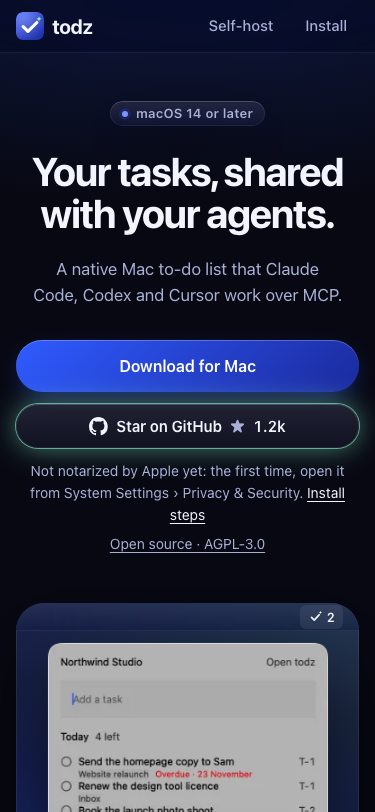 todz
Self-host
Install
macOS 14 or later
Your tasks, shared
with your agents.
A native Mac to-do list that Claude
Code, Codex and Cursor work over MCP.
Download for Mac
Star on GitHub ★ 1.2k
Not notarized by Apple yet: the first time, open it
from System Settings › Privacy & Security. Install
steps
Open source · AGPL-3.0
2
Northwind Studio
Open todz
Add a task
Today 4 left
Send the homepage copy to Sam T-1
Website relaunch Overdue · 23 November
Renew the design tool licence T-1
Inbox
Book the launch photo shoot T-2